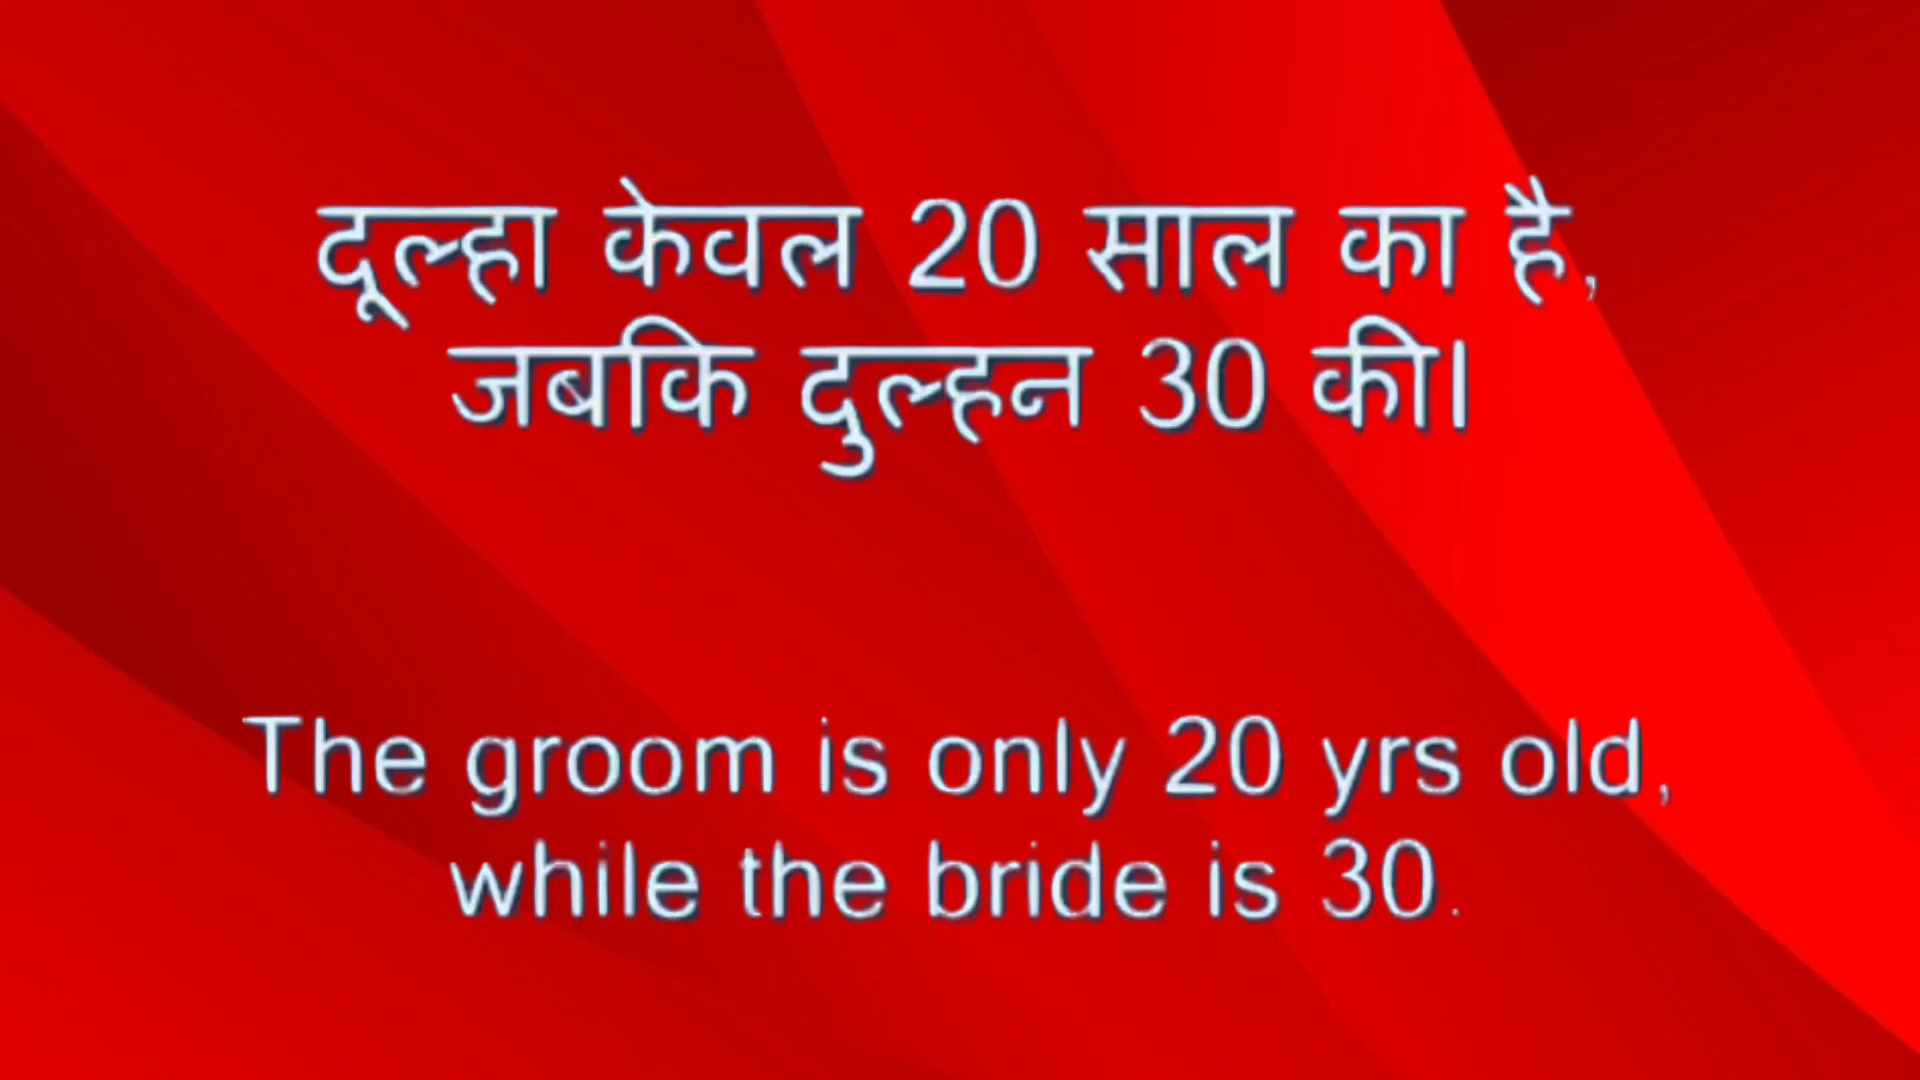 दूल्हा केवल 20 साल का है,
जबकि दुल्हन 30 की।
The groom is only 20 yrs old,
while the bride is 30.